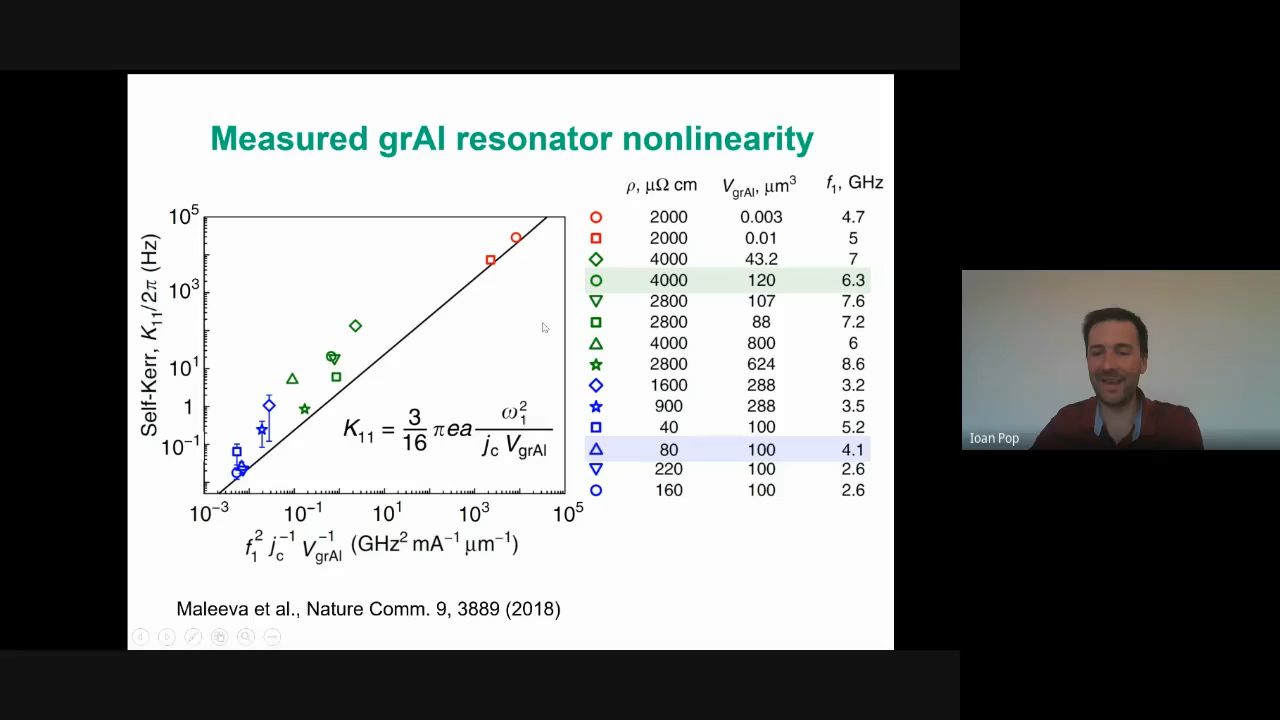 Measured grAl resonator nonlinearity
ρ, μΩ cm V_grAl, μm³ f₁, GHz
2000 0.003 4.7
2000 0.01 5
4000 43.2 7
4000 120 6.3
2800 107 7.6
2800 88 7.2
4000 800 6
2800 624 8.6
1600 288 3.2
900 288 3.5
40 100 5.2
80 100 4.1
220 100 2.6
160 100 2.6
Self-Kerr, K₁₁/2π (Hz)
10⁵
10³
10¹
1
10⁻¹
K₁₁ = 3/16 πea ω₁²/j_c V_grAl
10⁻³ 10⁻¹ 10¹ 10³ 10⁵
f₁² j_c⁻¹ V_grAl⁻¹ (GHz² mA⁻¹ μm⁻¹)
Maleeva et al., Nature Comm. 9, 3889 (2018)
Ioan Pop